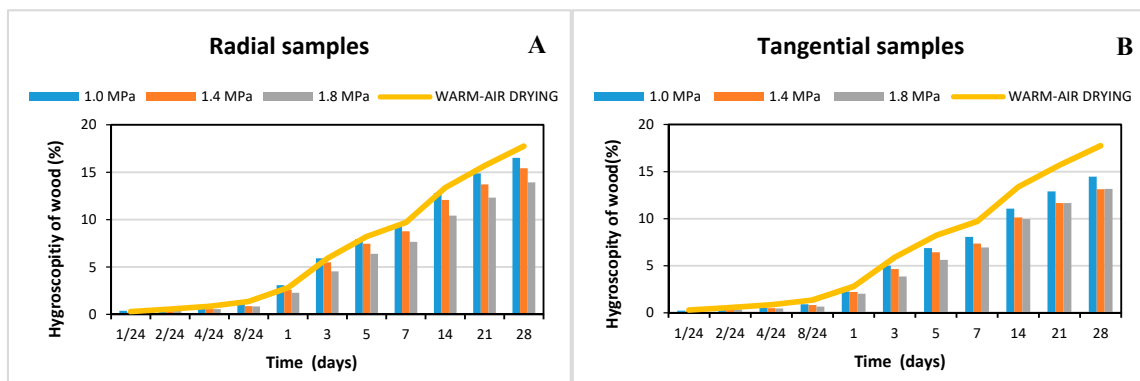 Radial samples
A
1.0 MPa 1.4 MPa 1.8 MPa WARM-AIR DRYING
Hygroscopitiy of wood (%)
20
15
10
5
0
1/24 2/24 4/24 8/24 1 3 5 7 14 21 28
Time (days)
Tangential samples
B
1.0 MPa 1.4 MPa 1.8 MPa WARM-AIR DRYING
Hygroscopity of wood(%)
20
15
10
5
0
1/24 2/24 4/24 8/24 1 3 5 7 14 21 28
Time (days)